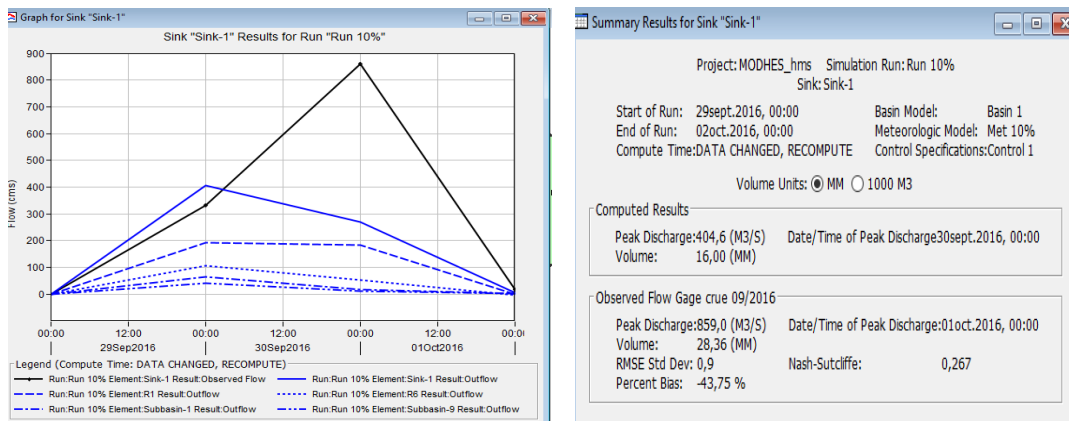 Graph for Sink "Sink-1"
Sink "Sink-1" Results for Run "Run 10%"
900
800
700
600
500
400
300
200
100
0
Flow (cms)
00:00 12:00 00:00 12:00 00:00 12:00 00:00
29Sep2016 30Sep2016 01Oct2016
Legend (Compute Time: DATA CHANGED, RECOMPUTE)
Run:Run 10% Element:Sink-1 Result:Observed Flow Run:Run 10% Element:Sink-1 Result:Outflow
Run:Run 10% Element:R1 Result:Outflow Run:Run 10% Element:R6 Result:Outflow
Run:Run 10% Element:Subbasin-1 Result:Outflow Run:Run 10% Element:Subbasin-9 Result:Outflow
Summary Results for Sink "Sink-1"
Project:MODHES_hms Simulation Run:Run 10%
Sink:Sink-1
Start of Run: 29sept.2016, 00:00 Basin Model: Basin 1
End of Run: 02oct.2016, 00:00 Meteorologic Model: Met 10%
Compute Time:DATA CHANGED, RECOMPUTE Control Specifications:Control 1
Volume Units: MM 1000 M3
Computed Results
Peak Discharge:404,6 (M3/S) Date/Time of Peak Discharge30sept.2016, 00:00
Volume: 16,00 (MM)
Observed Flow Gage crue 09/2016
Peak Discharge:859,0 (M3/S) Date/Time of Peak Discharge:01oct.2016, 00:00
Volume: 28,36 (MM)
RMSE Std Dev: 0,9 Nash-Sutcliffe: 0,267
Percent Bias: -43,75 %